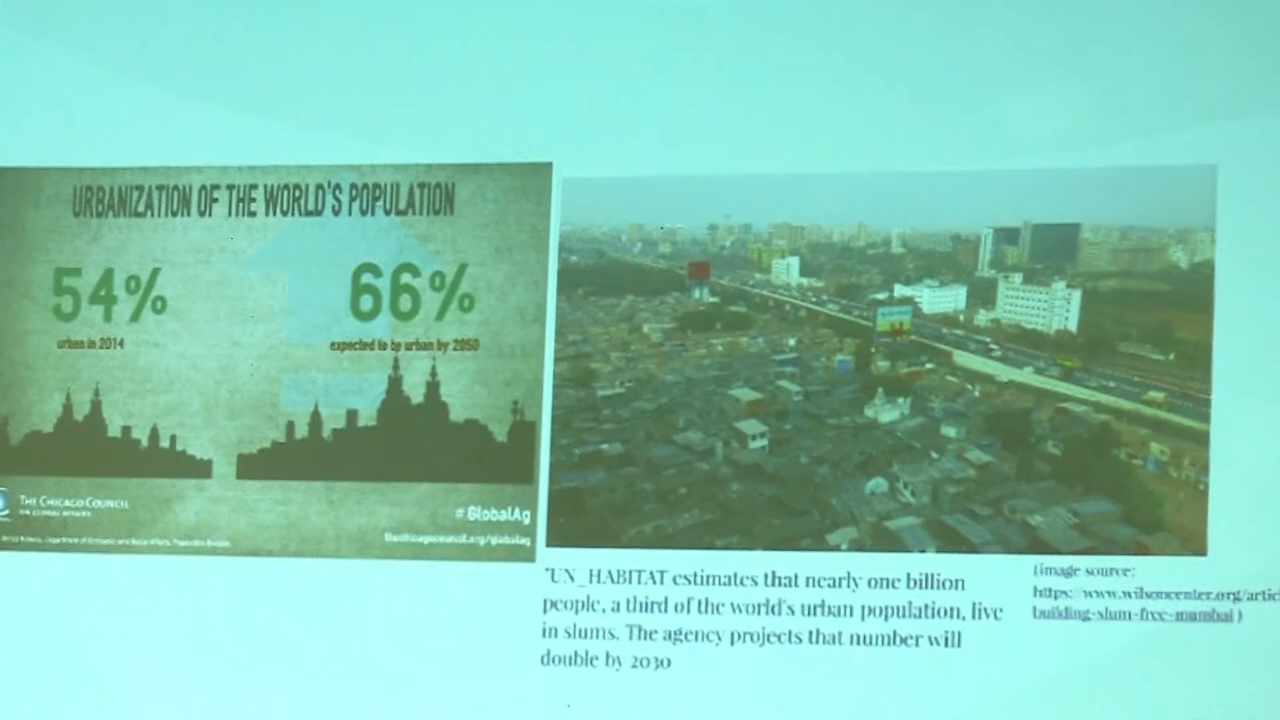 URBANIZATION OF THE WORLD'S POPULATION
54%
urban in 2014
66%
expected to be urban by 2050
THE CHICAGO COUNCIL
ON GLOBAL AFFAIRS
#GlobalAg
thechicagocouncil.org/globalag
"UN_HABITAT estimates that nearly one billion
people, a third of the world's urban population, live
in slums. The agency projects that number will
double by 2030
(image source:
https://www.wilsoncenter.org/artic
building-slum-free-mumbai)